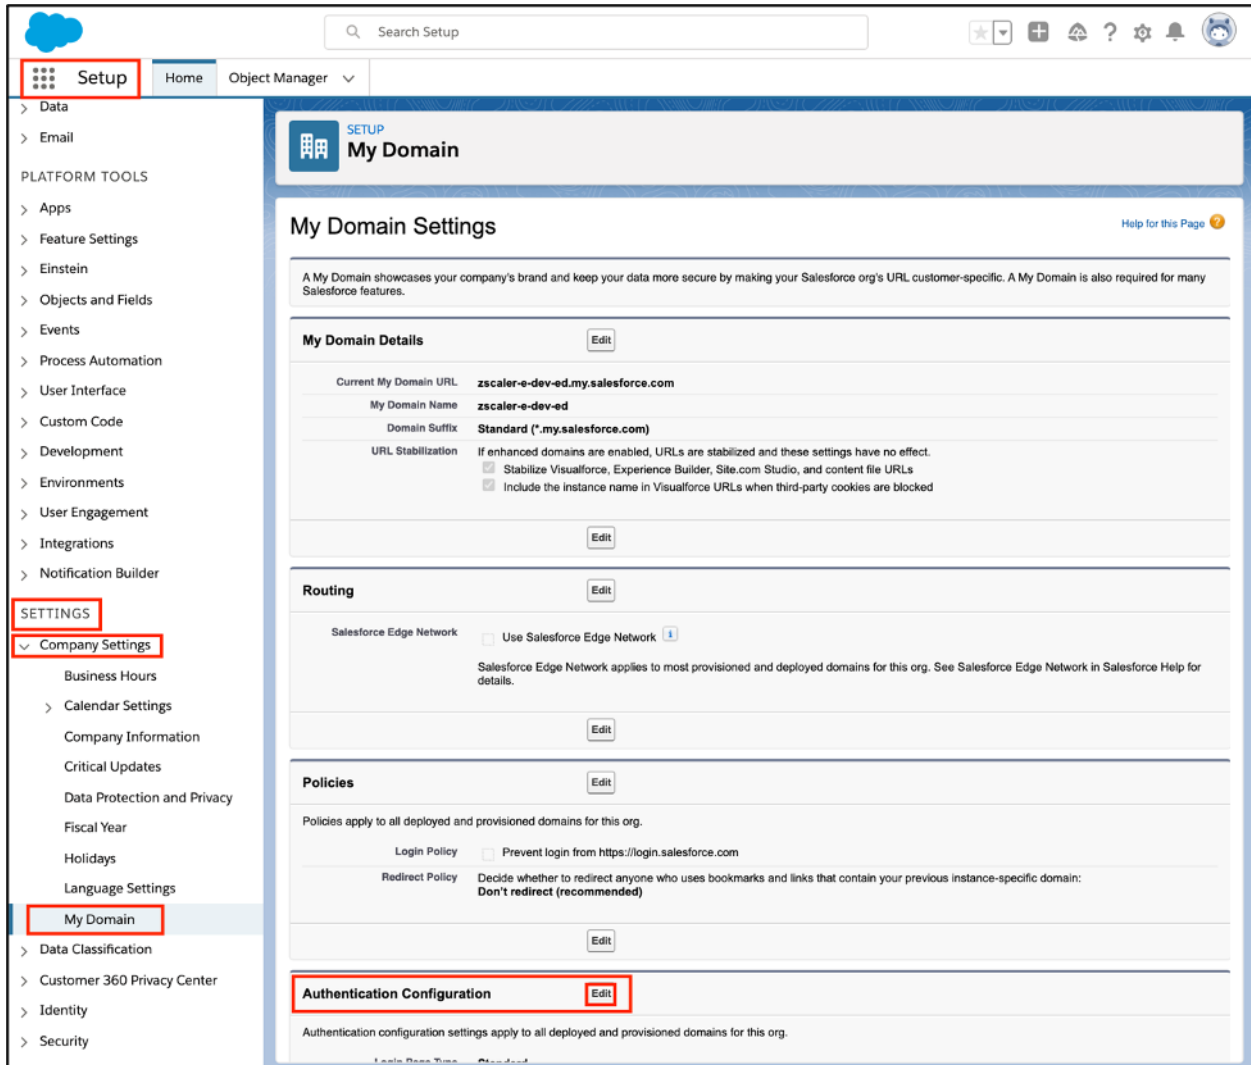 Search Setup
Setup
Home
Object Manager
Data
Email
PLATFORM TOOLS
Apps
Feature Settings
Einstein
Objects and Fields
Events
Process Automation
User Interface
Custom Code
Development
Environments
User Engagement
Integrations
Notification Builder
SETTINGS
Company Settings
Business Hours
Calendar Settings
Company Information
Critical Updates
Data Protection and Privacy
Fiscal Year
Holidays
Language Settings
My Domain
Data Classification
Customer 360 Privacy Center
Identity
Security
SETUP
My Domain
My Domain Settings
Help for this Page
A My Domain showcases your company's brand and keep your data more secure by making your Salesforce org's URL customer-specific. A My Domain is also required for many
Salesforce features.
My Domain Details Edit
Current My Domain URL zscaler-e-dev-ed.my.salesforce.com
My Domain Name zscaler-e-dev-ed
Domain Suffix Standard (*.my.salesforce.com)
URL Stabilization If enhanced domains are enabled, URLs are stabilized and these settings have no effect.
Stabilize Visualforce, Experience Builder, Site.com Studio, and content file URLs
Include the instance name in Visualforce URLs when third-party cookies are blocked
Edit
Routing Edit
Salesforce Edge Network Use Salesforce Edge Network
Salesforce Edge Network applies to most provisioned and deployed domains for this org. See Salesforce Edge Network in Salesforce Help for
details.
Edit
Policies Edit
Policies apply to all deployed and provisioned domains for this org.
Login Policy Prevent login from https://login.salesforce.com
Redirect Policy Decide whether to redirect anyone who uses bookmarks and links that contain your previous instance-specific domain:
Don't redirect (recommended)
Edit
Authentication Configuration Edit
Authentication configuration settings apply to all deployed and provisioned domains for this org.
Login Page Type Standard